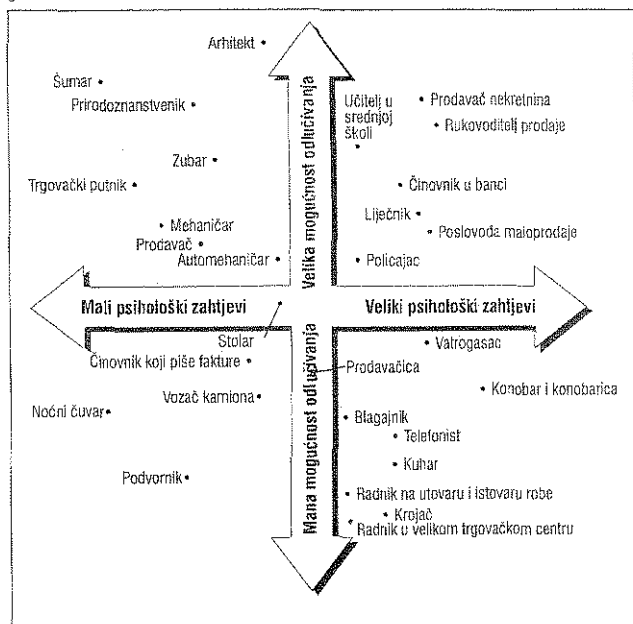 Arhitekt
Šumar
Prirodoznanstvenik
Zubar
Trgovački putnik
Mehaničar
Prodavač
Automehaničar
Velika mogućnost odlučivanja
Učitelj u
srednjoj
školi
Prodavač nekretnina
Rukovoditelj prodaje
Činovnik u banci
Liječnik
Poslovođa maloprodaje
Policajac
Mali psihološki zahtjevi
Veliki psihološki zahtjevi
Stolar
Činovnik koji piše fakture
Vozač kamiona
Noćni čuvar
Podvornik
Mana mogućnost odlučivanja
Vatrogasac
Prodavačica
Konobar i konobarica
Blagajnik
Telefonist
Kuhar
Radnik na utovaru i istovaru robe
Krojač
Radnik u velikom trgovačkom centru